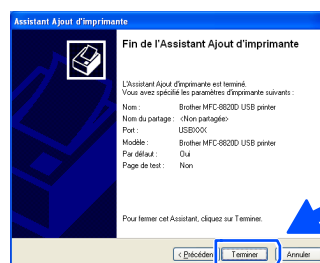 Assistant Ajout d'imprimante
Fin de l'Assistant Ajout d'imprimante
L'Assistant Ajout d'imprimante est terminé.
Vous avez spécifié les paramètres d'imprimante suivants :
Nom : Brother MFC-8820D USB printer
Nom du partage : <Non partagée>
Port : USBXXX
Modèle : Brother MFC-8820D USB printer
Par défaut : Oui
Page de test : Non
Pour fermer cet Assistant, cliquez sur Terminer.
< Précéden Terminer Annuler